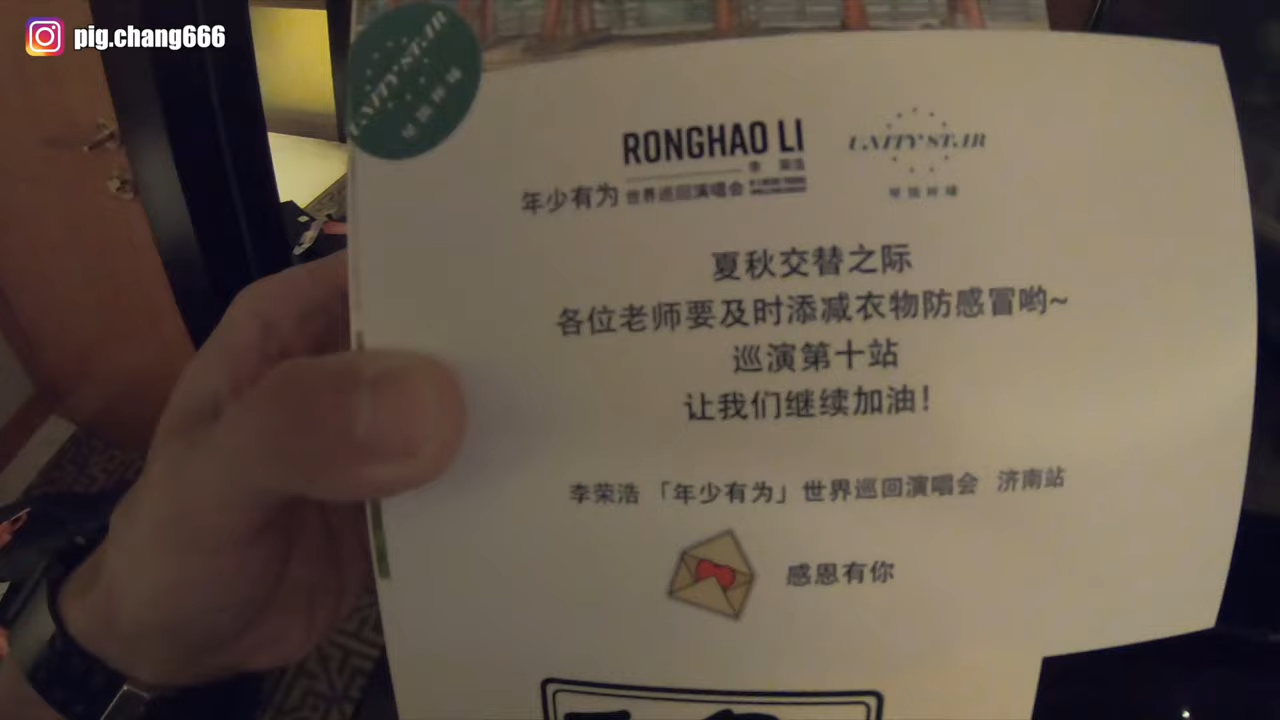 pig.chang666
UNITY STAR
RONGHAO LI
李 荣浩
年少有为 世界巡回演唱会
UNITY STAR
夏秋交替之际
各位老师要及时添减衣物防感冒哟~
巡演第十站
让我们继续加油!
李荣浩「年少有为」世界巡回演唱会 济南站
感恩有你